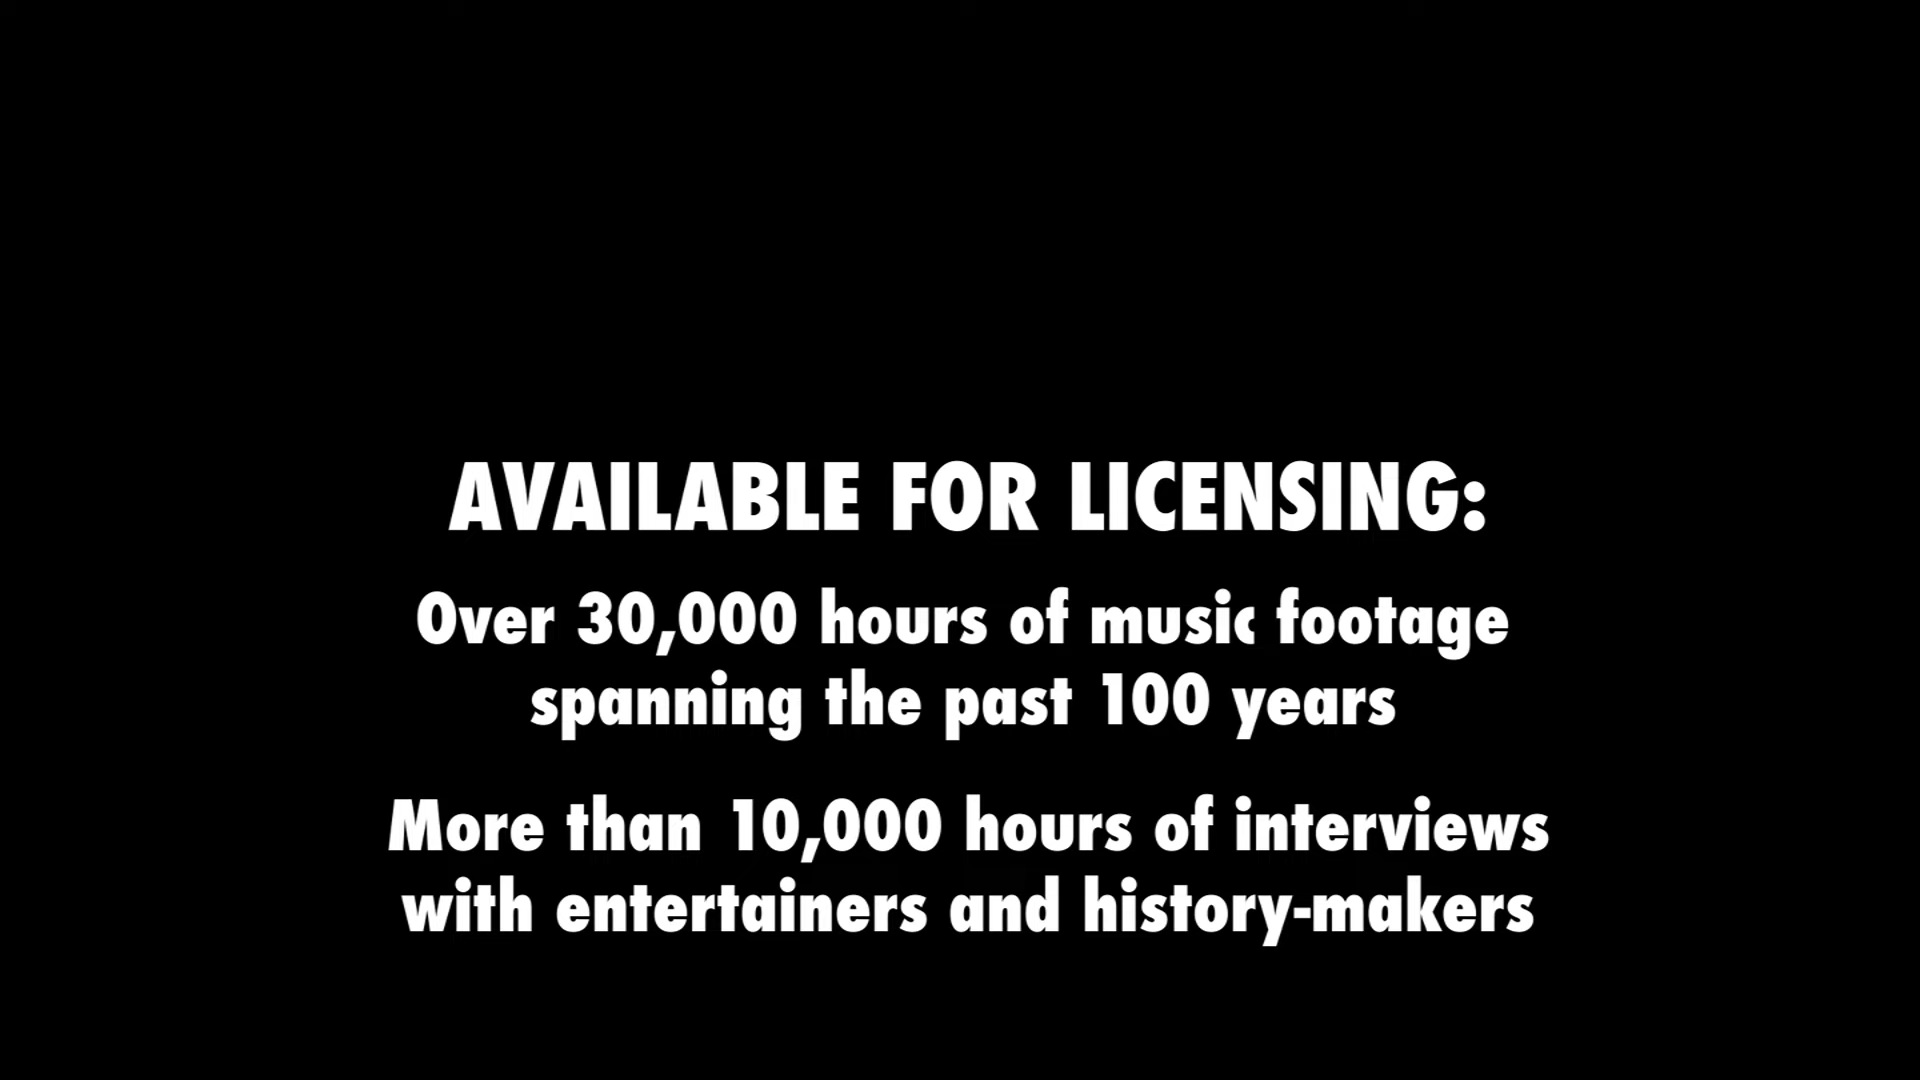 AVAILABLE FOR LICENSING:
Over 30,000 hours of music footage
spanning the past 100 years
More than 10,000 hours of interviews
with entertainers and history-makers